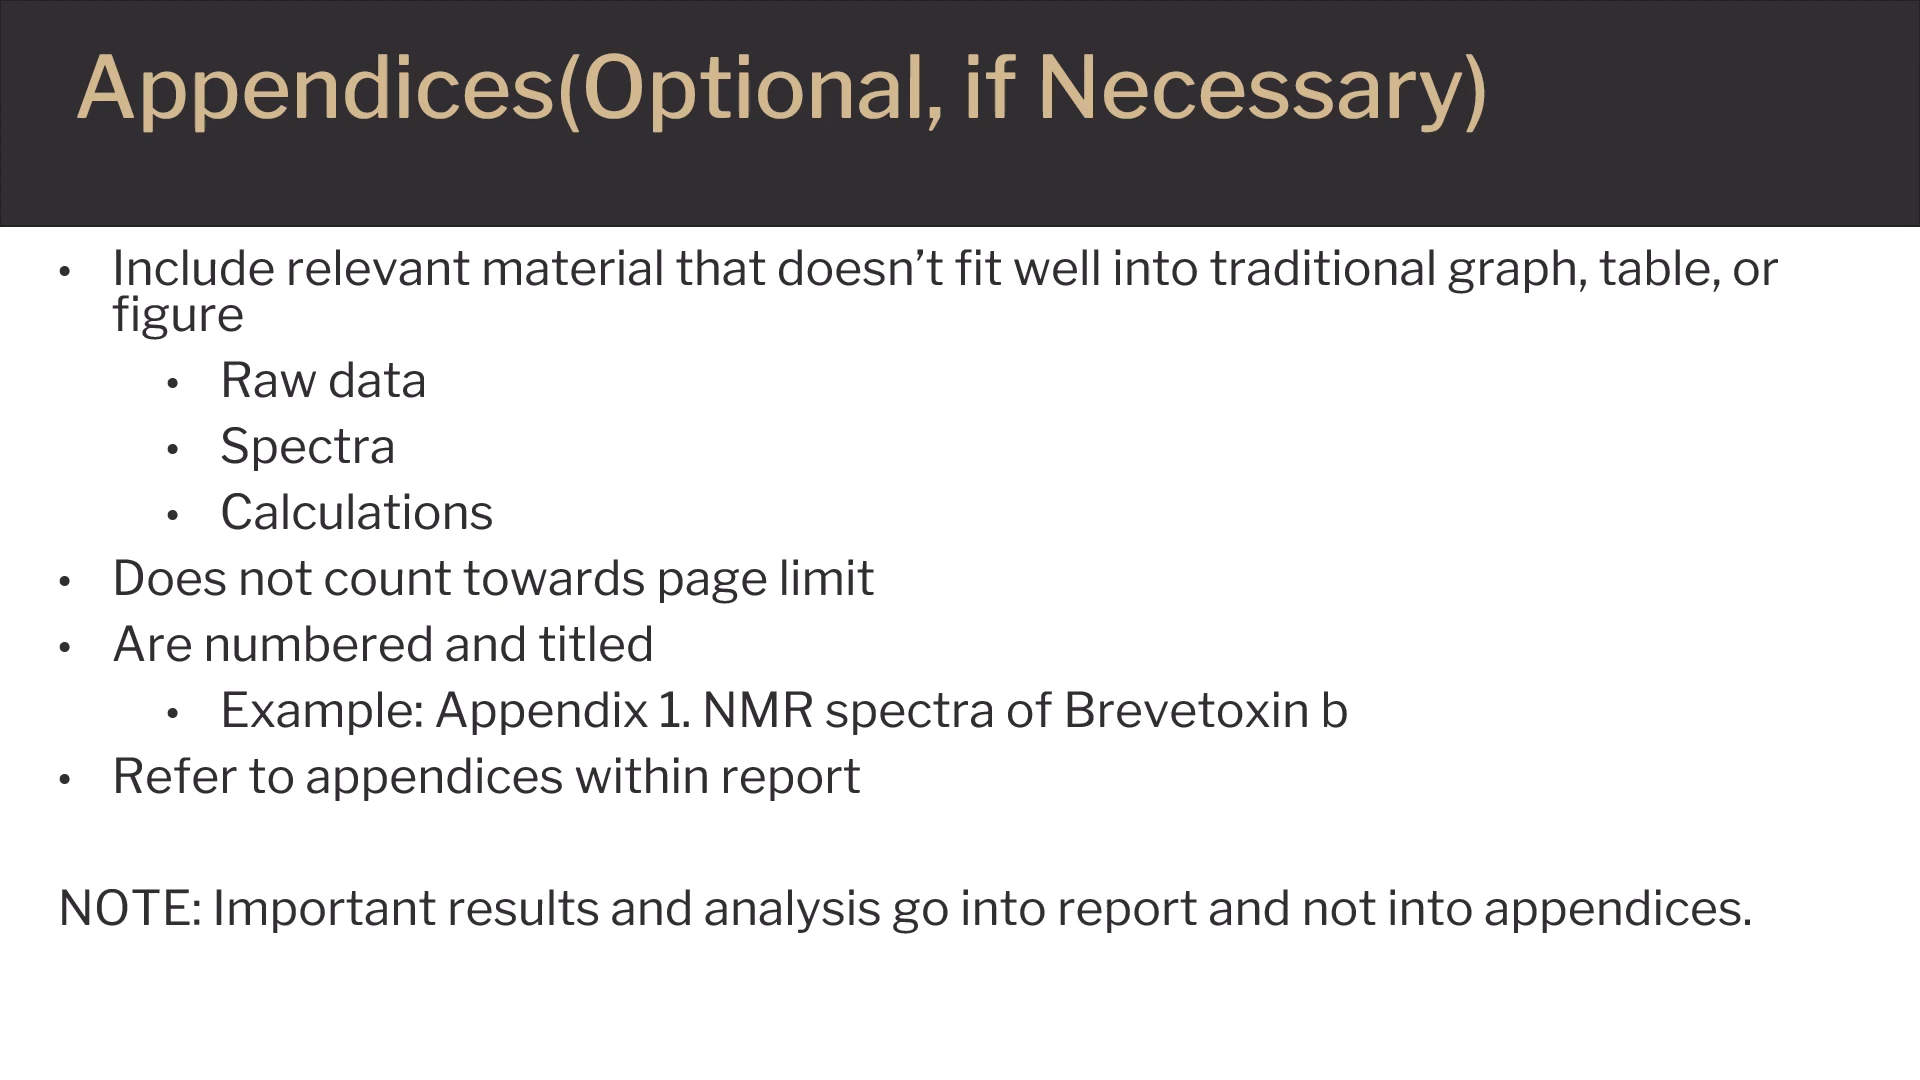 Appendices(Optional, if Necessary)
• Include relevant material that doesn’t fit well into traditional graph, table, or
figure
• Raw data
• Spectra
• Calculations
• Does not count towards page limit
• Are numbered and titled
• Example: Appendix 1. NMR spectra of Brevetoxin b
• Refer to appendices within report
NOTE: Important results and analysis go into report and not into appendices.